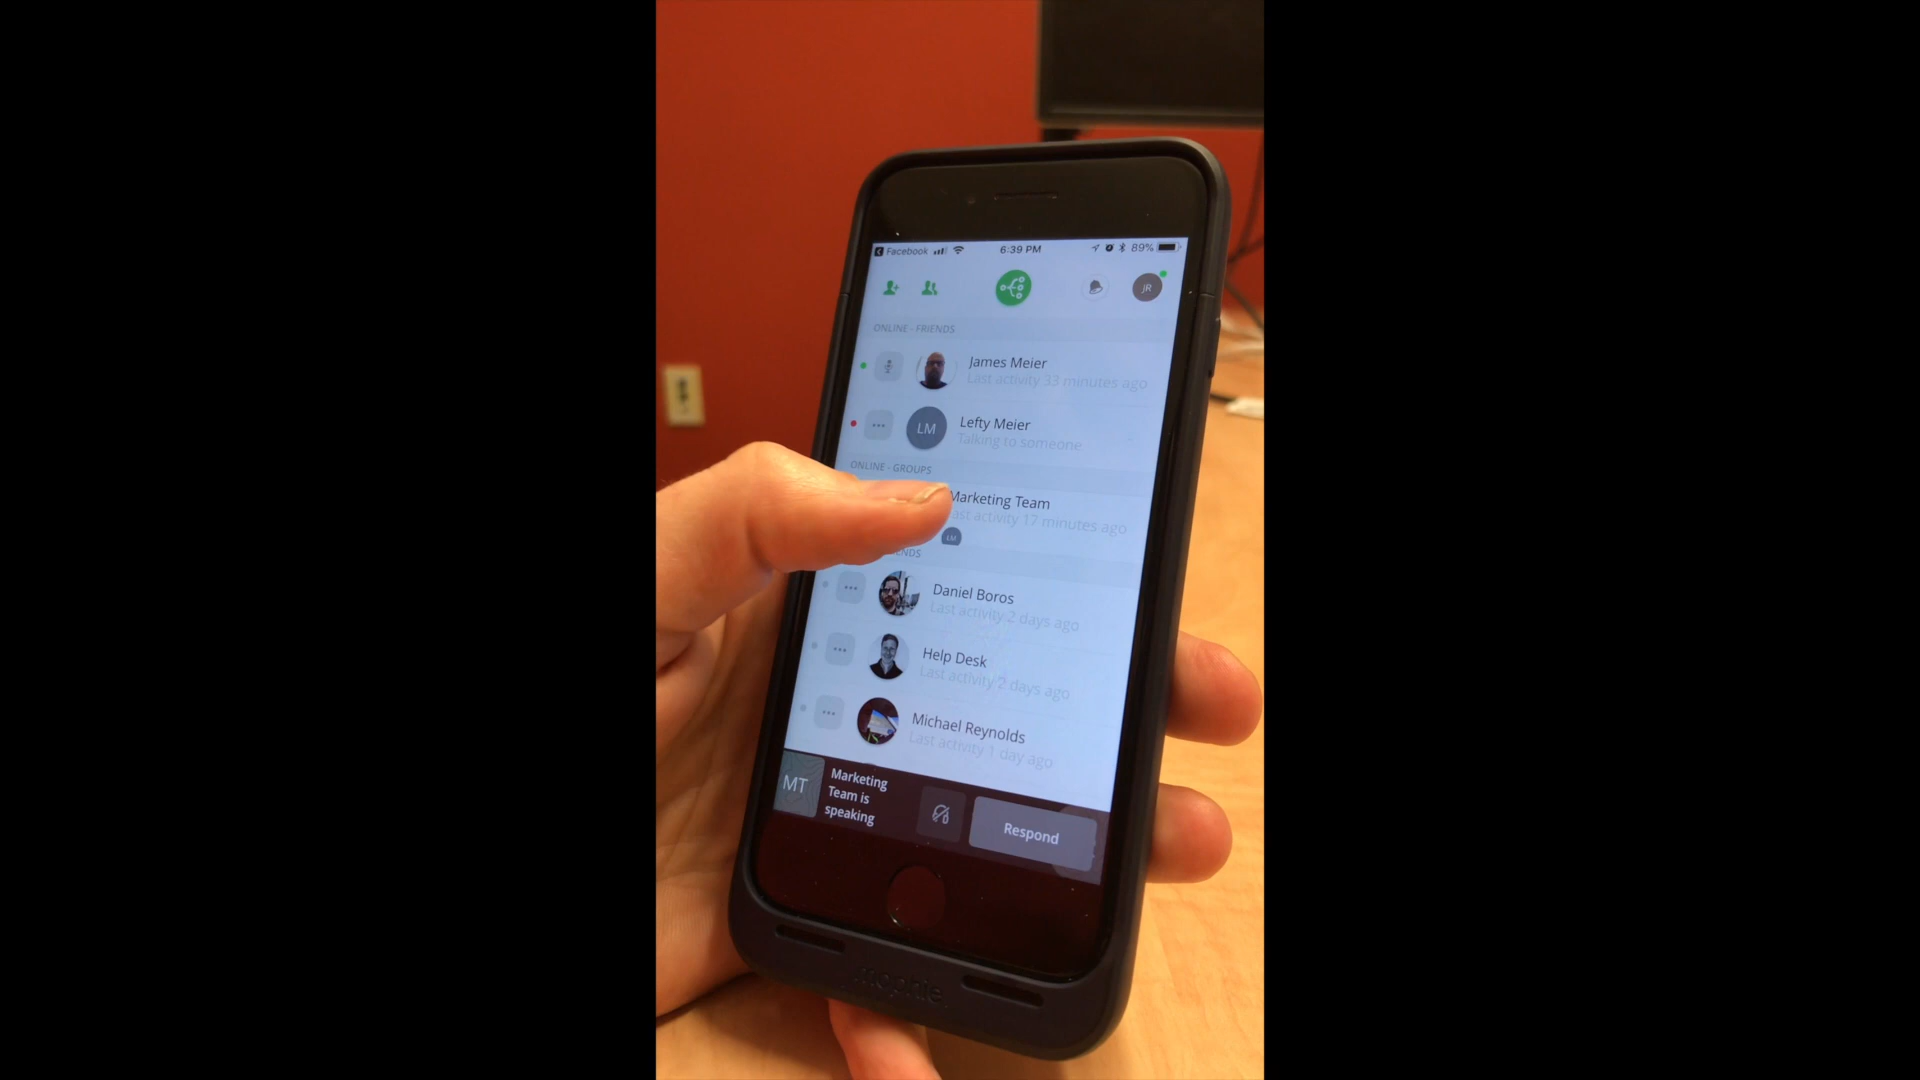 Facebook 6:39 PM 89%
JR
ONLINE - FRIENDS
James Meier
Last activity 33 minutes ago
LM
Lefty Meier
Talking to someone
ONLINE - GROUPS
Marketing Team
activity 17 minutes ago
LM
Daniel Boros
Last activity 2 days ago
Help Desk
Last activity 2 days ago
Michael Reynolds
Last activity 1 day ago
MT
Marketing
Team is
speaking
Respond
mophie